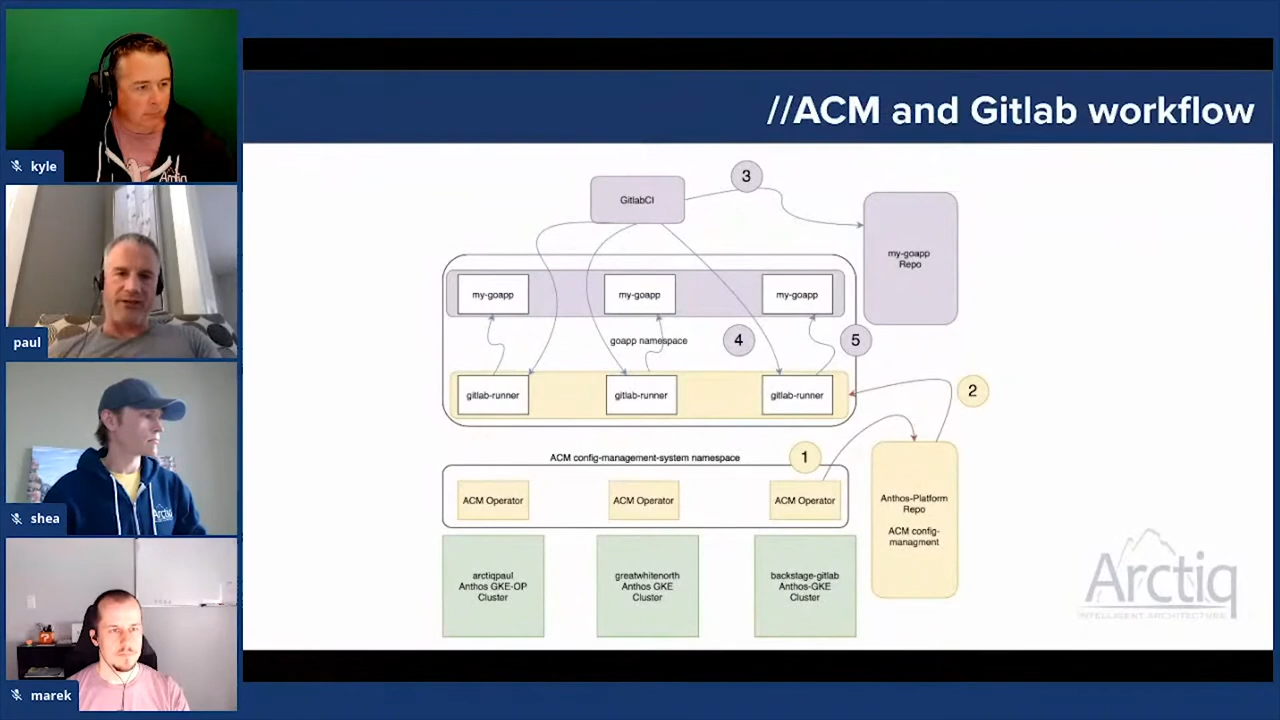 kyle
paul
shea
Arctiq
marek
//ACM and Gitlab workflow
GitlabCI
3
my-goapp
Repo
my-goapp
my-goapp
my-goapp
goapp namespace
4
5
gitlab-runner
gitlab-runner
gitlab-runner
2
ACM config-management-system namespace
1
ACM Operator
ACM Operator
ACM Operator
Anthos-Platform
Repo
ACM config-
managment
arctiqpaul
Anthos GKE-OP
Cluster
greatwhitenorth
Anthos GKE
Cluster
backstage-gitlab
Anthos-GKE
Cluster
Arctiq
INTELLIGENT ARCHITECTURE